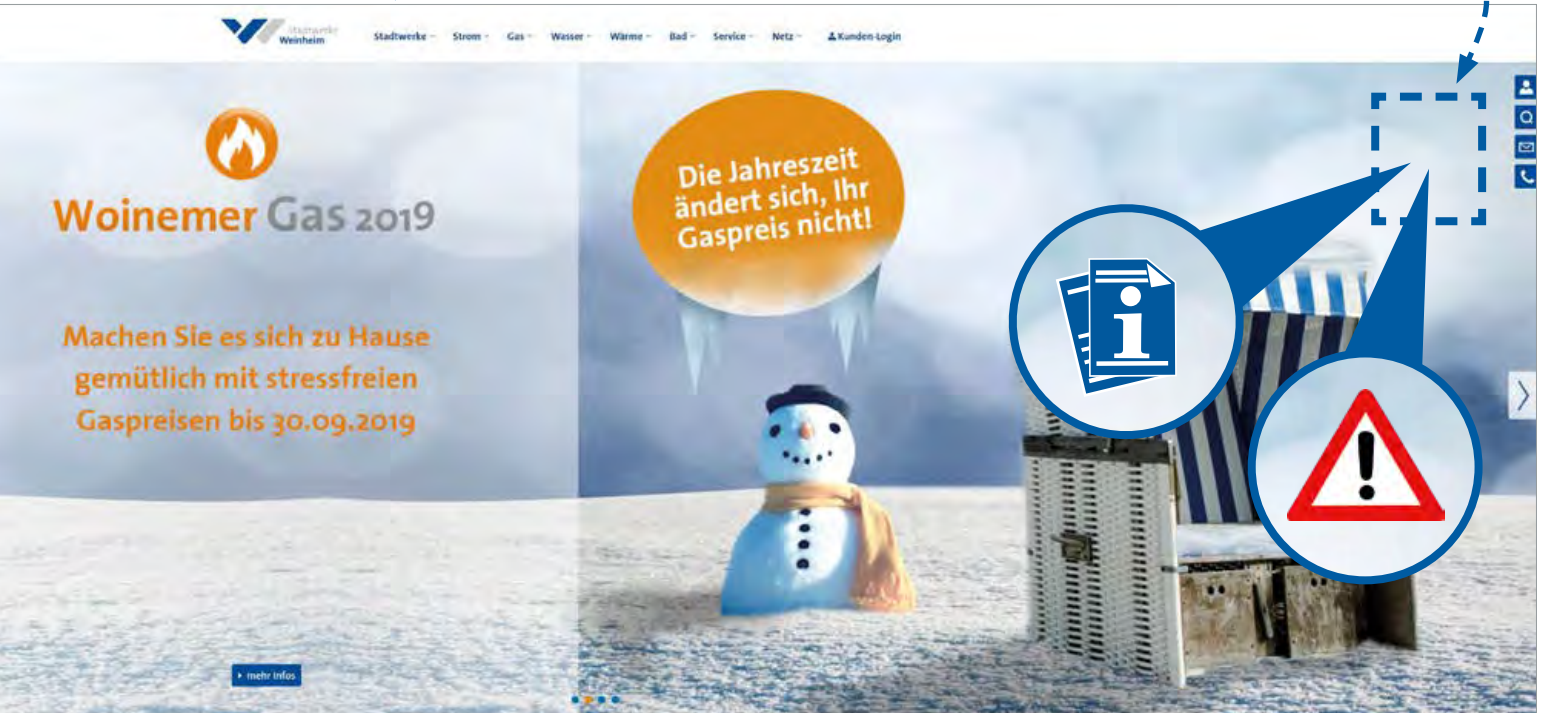 Stadtwerke
Weinheim
Stadtwerke Strom Gas Wasser Wärme Bad Service Netz Kunden-Login
Woinemer Gas 2019
Machen Sie es sich zu Hause
gemütlich mit stressfreien
Gaspreisen bis 30.09.2019
mehr Infos
Die Jahreszeit
ändert sich, Ihr
Gaspreis nicht!
i
!